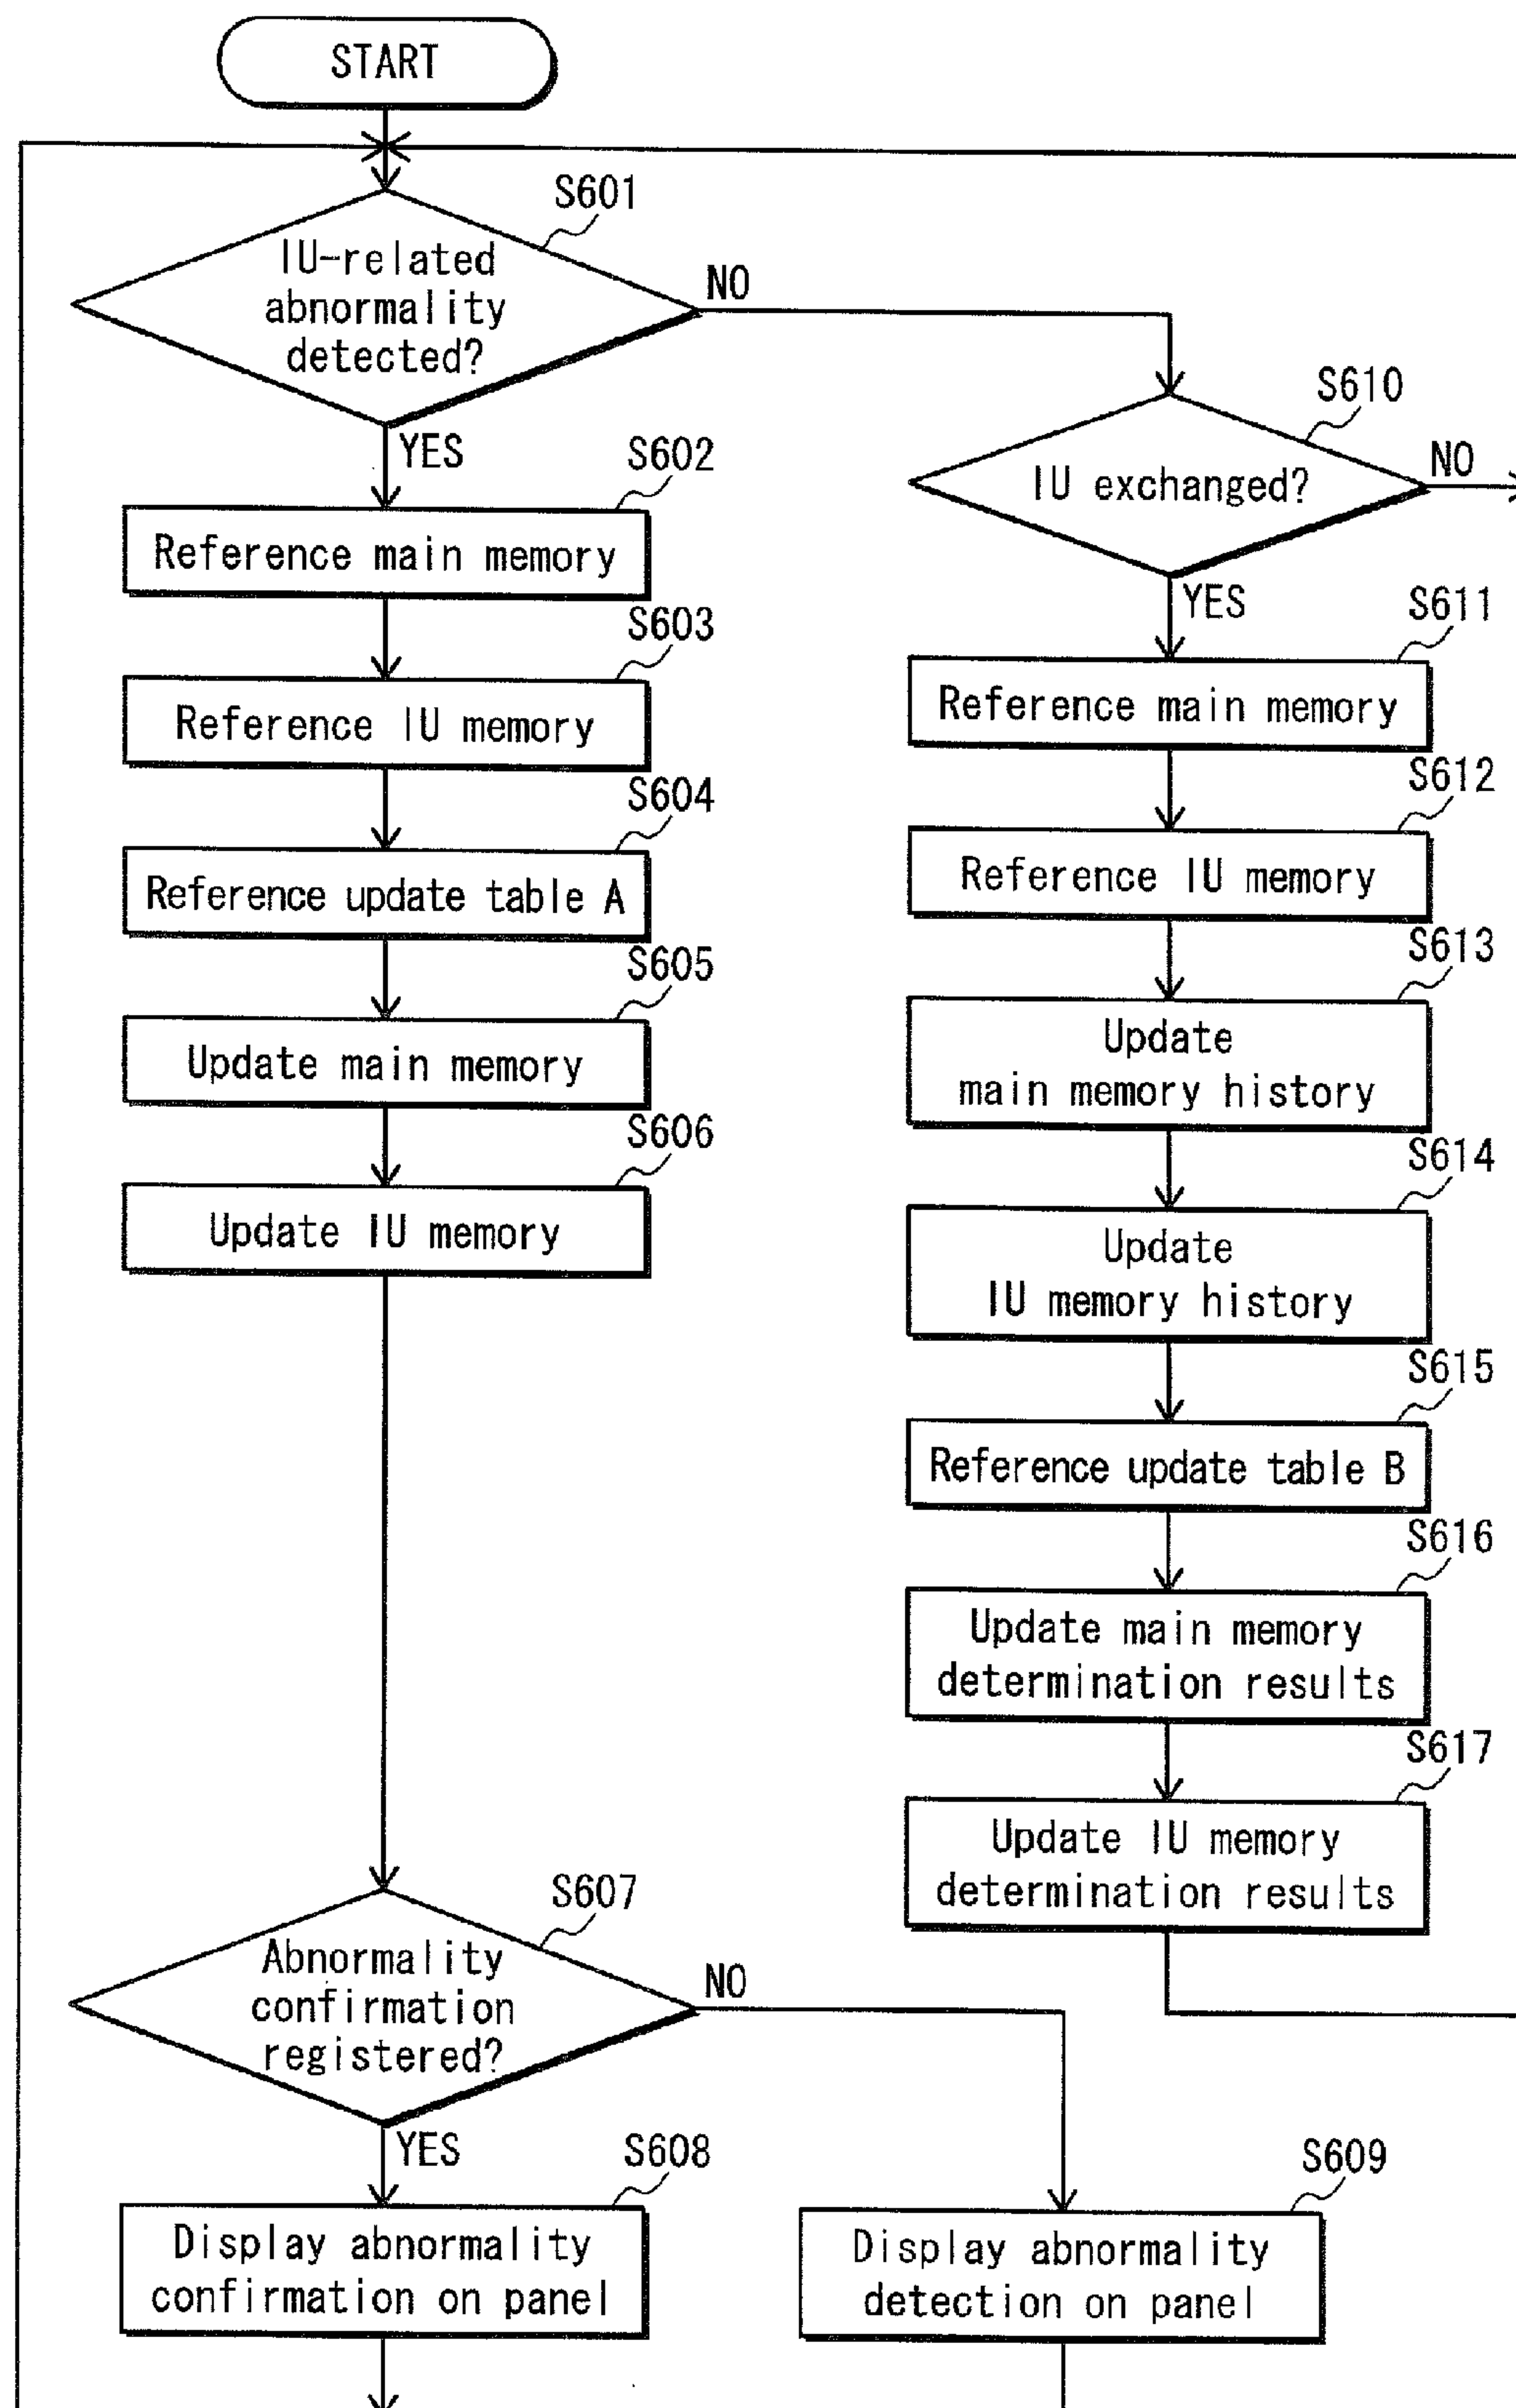 START
S601
IU-related
abnormality
detected?
NO
YES
S602
Reference main memory
S603
Reference IU memory
S604
Reference update table A
S605
Update main memory
S606
Update IU memory
S607
Abnormality
confirmation
registered?
NO
YES
S608
Display abnormality
confirmation on panel
S609
Display abnormality
detection on panel
S610
IU exchanged?
NO
YES
S611
Reference main memory
S612
Reference IU memory
S613
Update
main memory history
S614
Update
IU memory history
S615
Reference update table B
S616
Update main memory
determination results
S617
Update IU memory
determination results